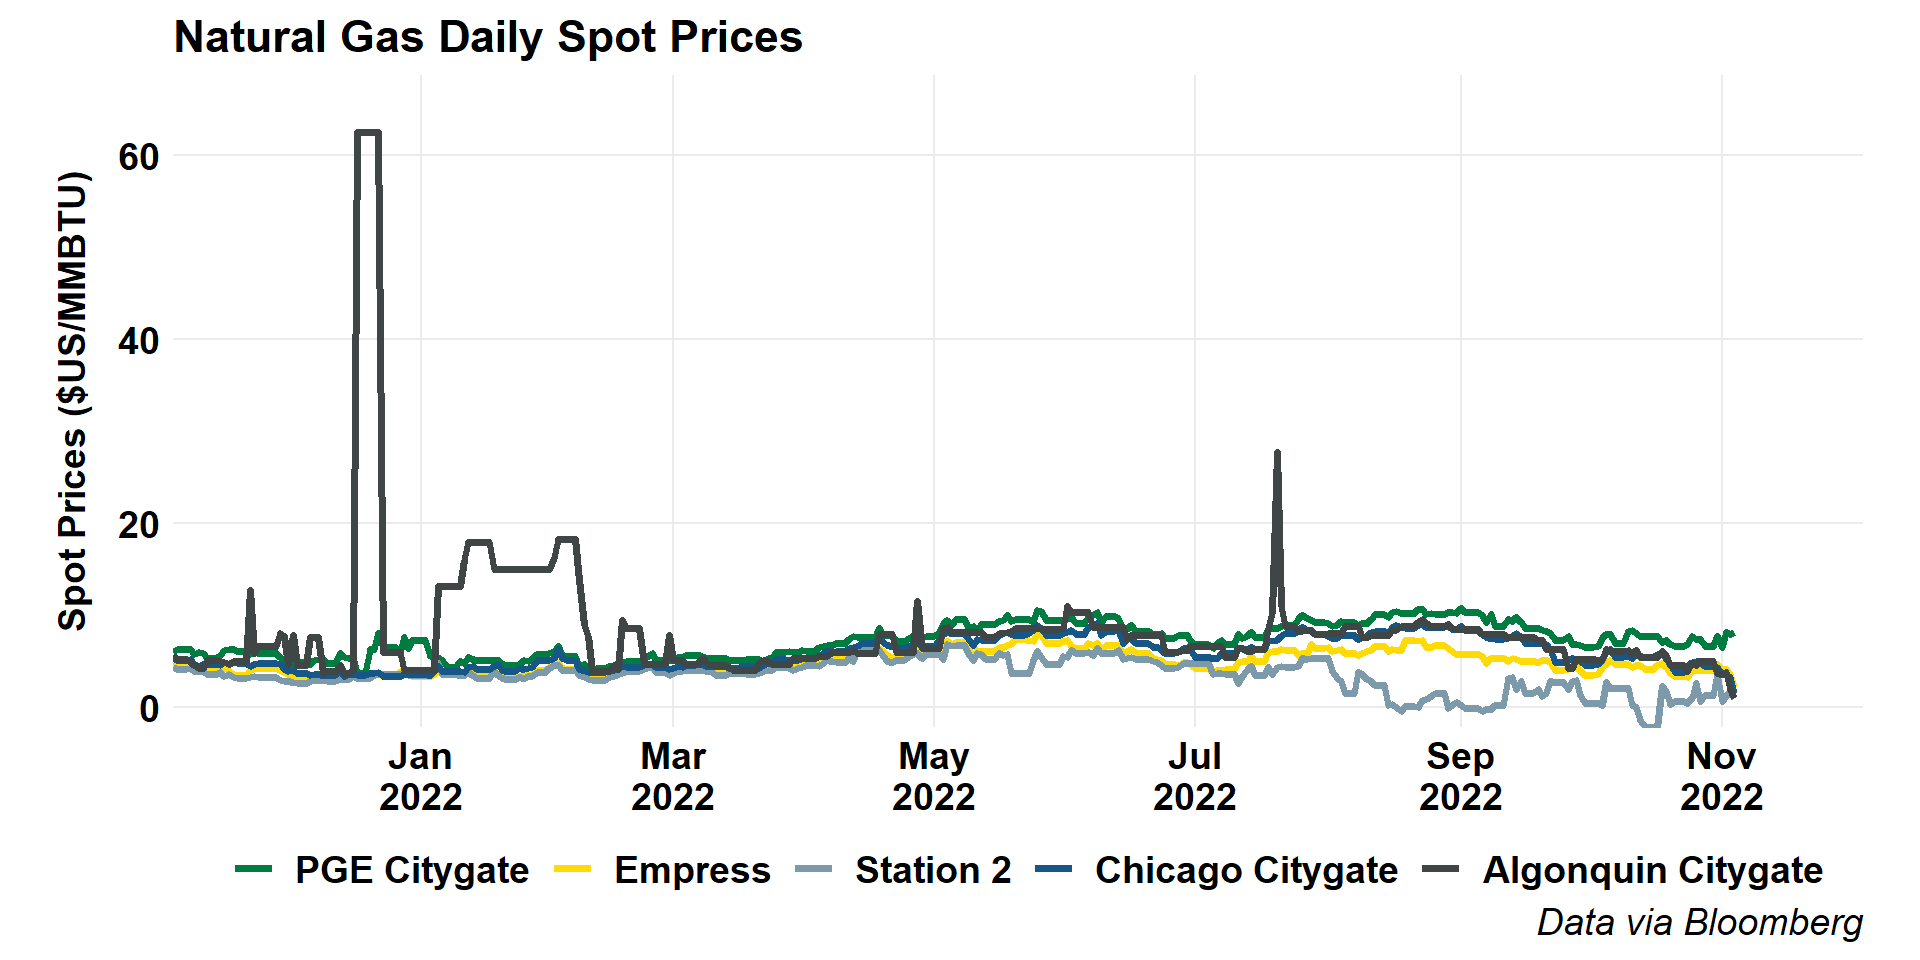 Natural Gas Daily Spot Prices
Spot Prices ($US/MMBTU)
60
40
20
0
Jan
2022
Mar
2022
May
2022
Jul
2022
Sep
2022
Nov
2022
PGE Citygate
Empress
Station 2
Chicago Citygate
Algonquin Citygate
Data via Bloomberg